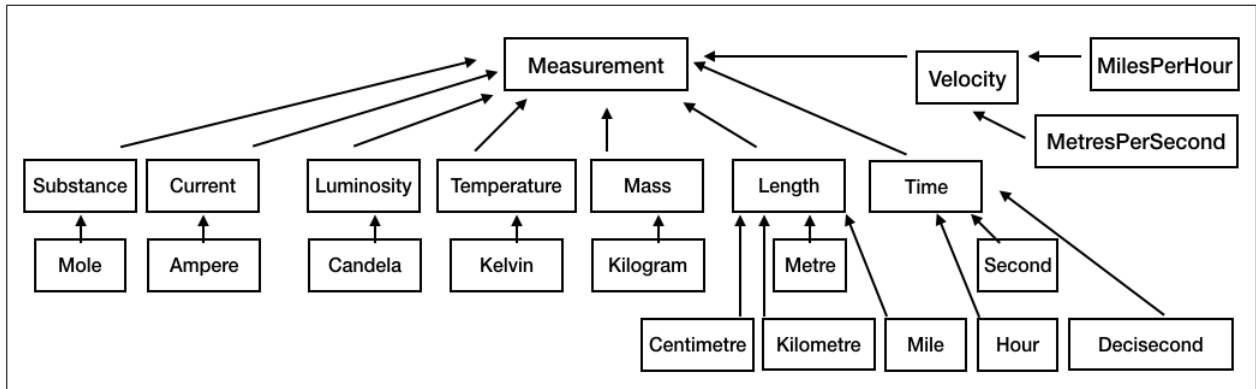 Measurement
Velocity
MilesPerHour
MetresPerSecond
Substance
Current
Luminosity
Temperature
Mass
Length
Time
Mole
Ampere
Candela
Kelvin
Kilogram
Metre
Second
Centimetre
Kilometre
Mile
Hour
Decisecond